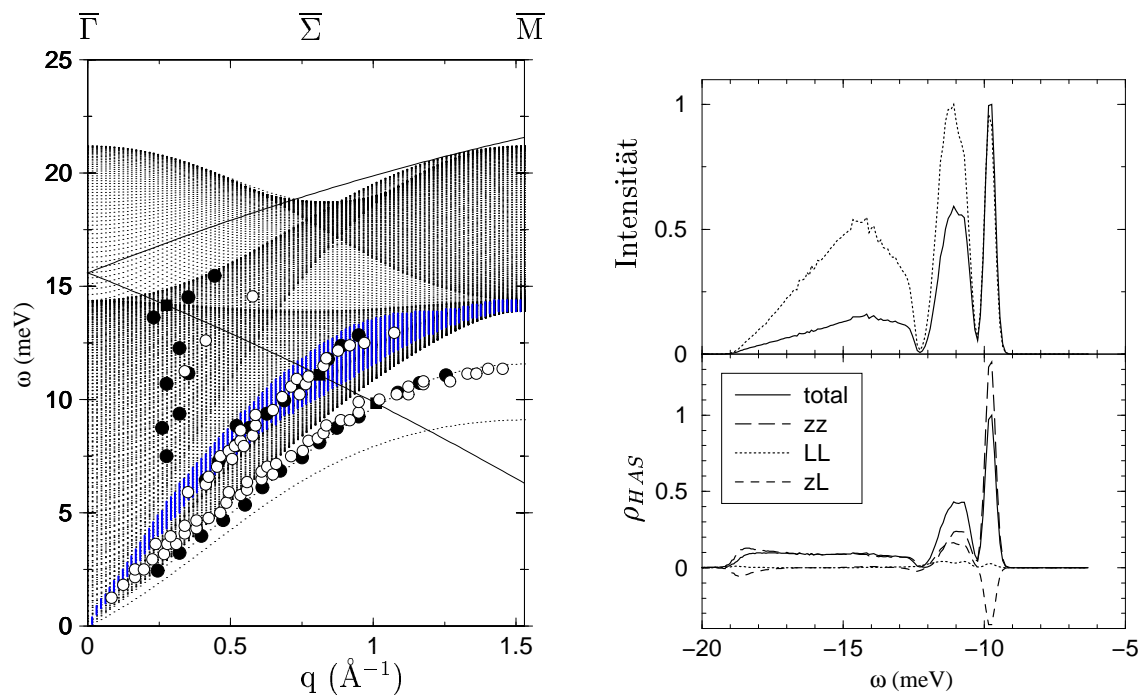 Γ̅ Σ̅ M̅
25
20
15
10
5
0
ω (meV)
0 0.5 1 1.5
q (Å⁻¹)
1
0.5
0
Intensität
total
zz
LL
zL
1
0.5
0
ρHAS
−20 −15 −10 −5
ω (meV)